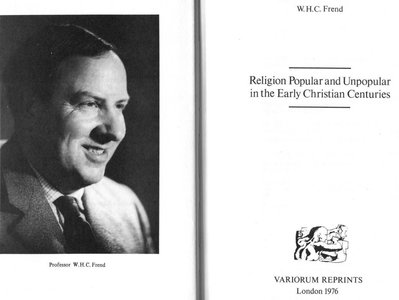 Professor W.H.C. Frend
W.H.C. Frend
Religion Popular and Unpopular
in the Early Christian Centuries
VARIORUM REPRINTS
London 1976